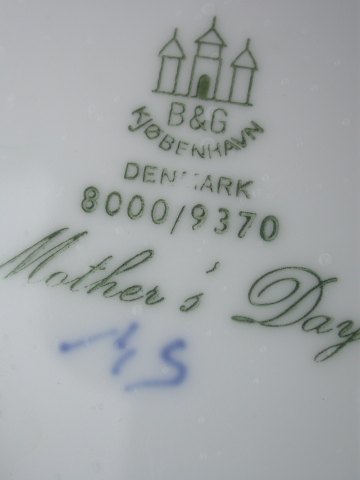 B&G
KJØBENHAVN
DENMARK
8000/9370
Mother's Day